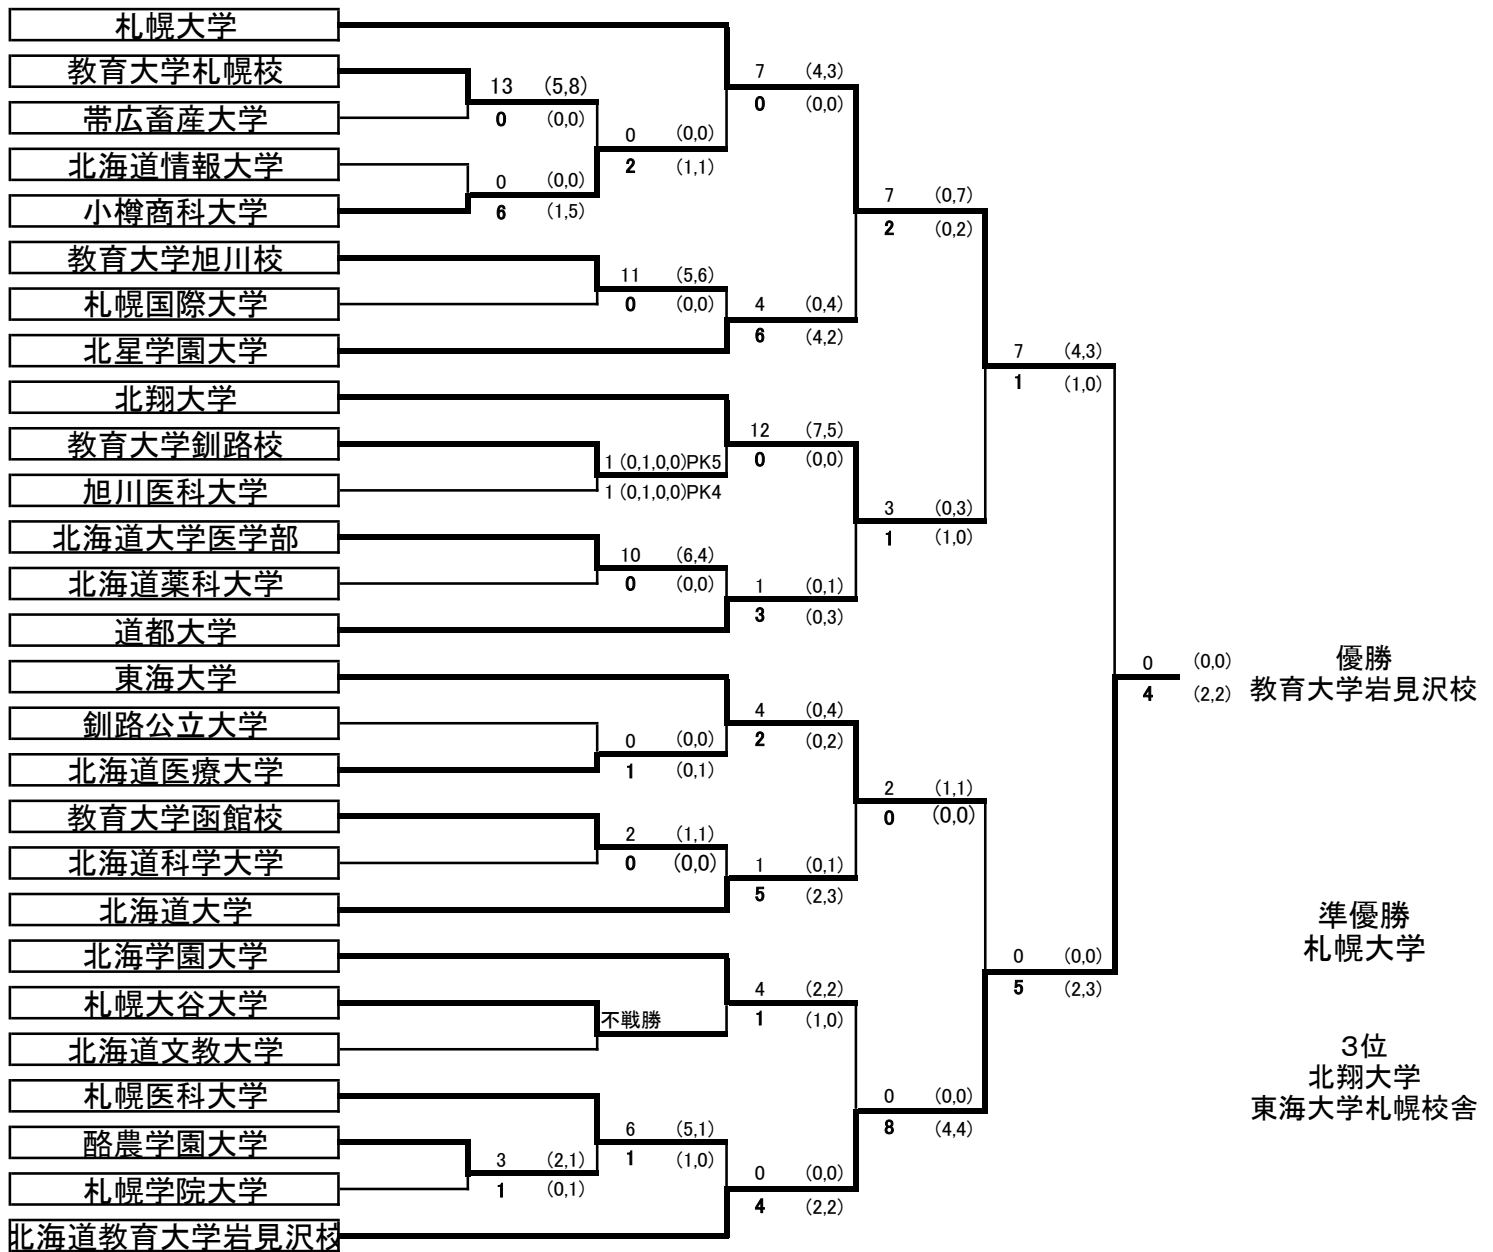 札幌大学
教育大学札幌校
帯広畜産大学
北海道情報大学
小樽商科大学
教育大学旭川校
札幌国際大学
北星学園大学
北翔大学
教育大学釧路校
旭川医科大学
北海道大学医学部
北海道薬科大学
道都大学
東海大学
釧路公立大学
北海道医療大学
教育大学函館校
北海道科学大学
北海道大学
北海学園大学
札幌大谷大学
北海道文教大学
札幌医科大学
酪農学園大学
札幌学院大学
北海道教育大学岩見沢校
13 (5,8)
0 (0,0)
0 (0,0)
6 (1,5)
3 (2,1)
1 (0,1)
0 (0,0)
2 (1,1)
11 (5,6)
0 (0,0)
1 (0,1,0,0)PK5
1 (0,1,0,0)PK4
10 (6,4)
0 (0,0)
0 (0,0)
1 (0,1)
2 (1,1)
0 (0,0)
不戦勝
6 (5,1)
1 (1,0)
7 (4,3)
0 (0,0)
4 (0,4)
6 (4,2)
12 (7,5)
0 (0,0)
1 (0,1)
3 (0,3)
4 (0,4)
2 (0,2)
1 (0,1)
5 (2,3)
4 (2,2)
1 (1,0)
0 (0,0)
4 (2,2)
7 (0,7)
2 (0,2)
3 (0,3)
1 (1,0)
2 (1,1)
0 (0,0)
0 (0,0)
8 (4,4)
7 (4,3)
1 (1,0)
0 (0,0)
5 (2,3)
0 (0,0)
4 (2,2)
優勝
教育大学岩見沢校
準優勝
札幌大学
３位
北翔大学
東海大学札幌校舎